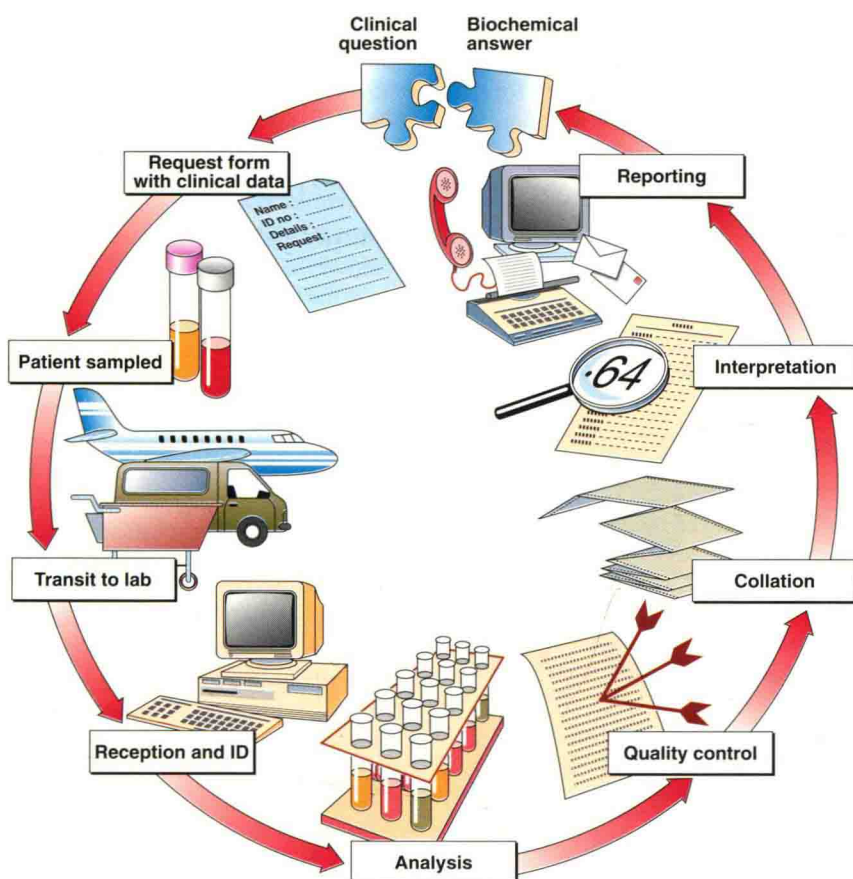 Clinical
question
Biochemical
answer
Request form
with clinical data
Name : ........
ID no : ........
Details : ........
Request : ........
Reporting
Patient sampled
.64
Interpretation
Transit to lab
Collation
Reception and ID
Quality control
Analysis